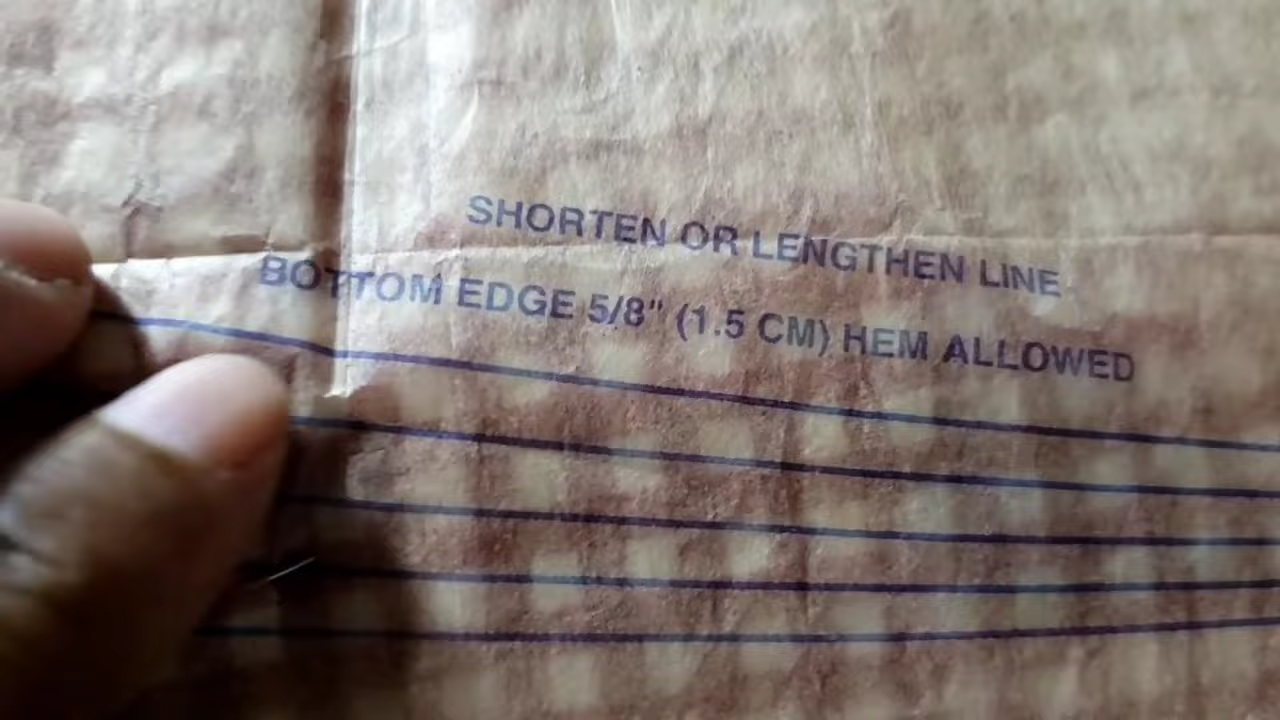 SHORTEN OR LENGTHEN LINE
BOTTOM EDGE 5/8" (1.5 CM) HEM ALLOWED